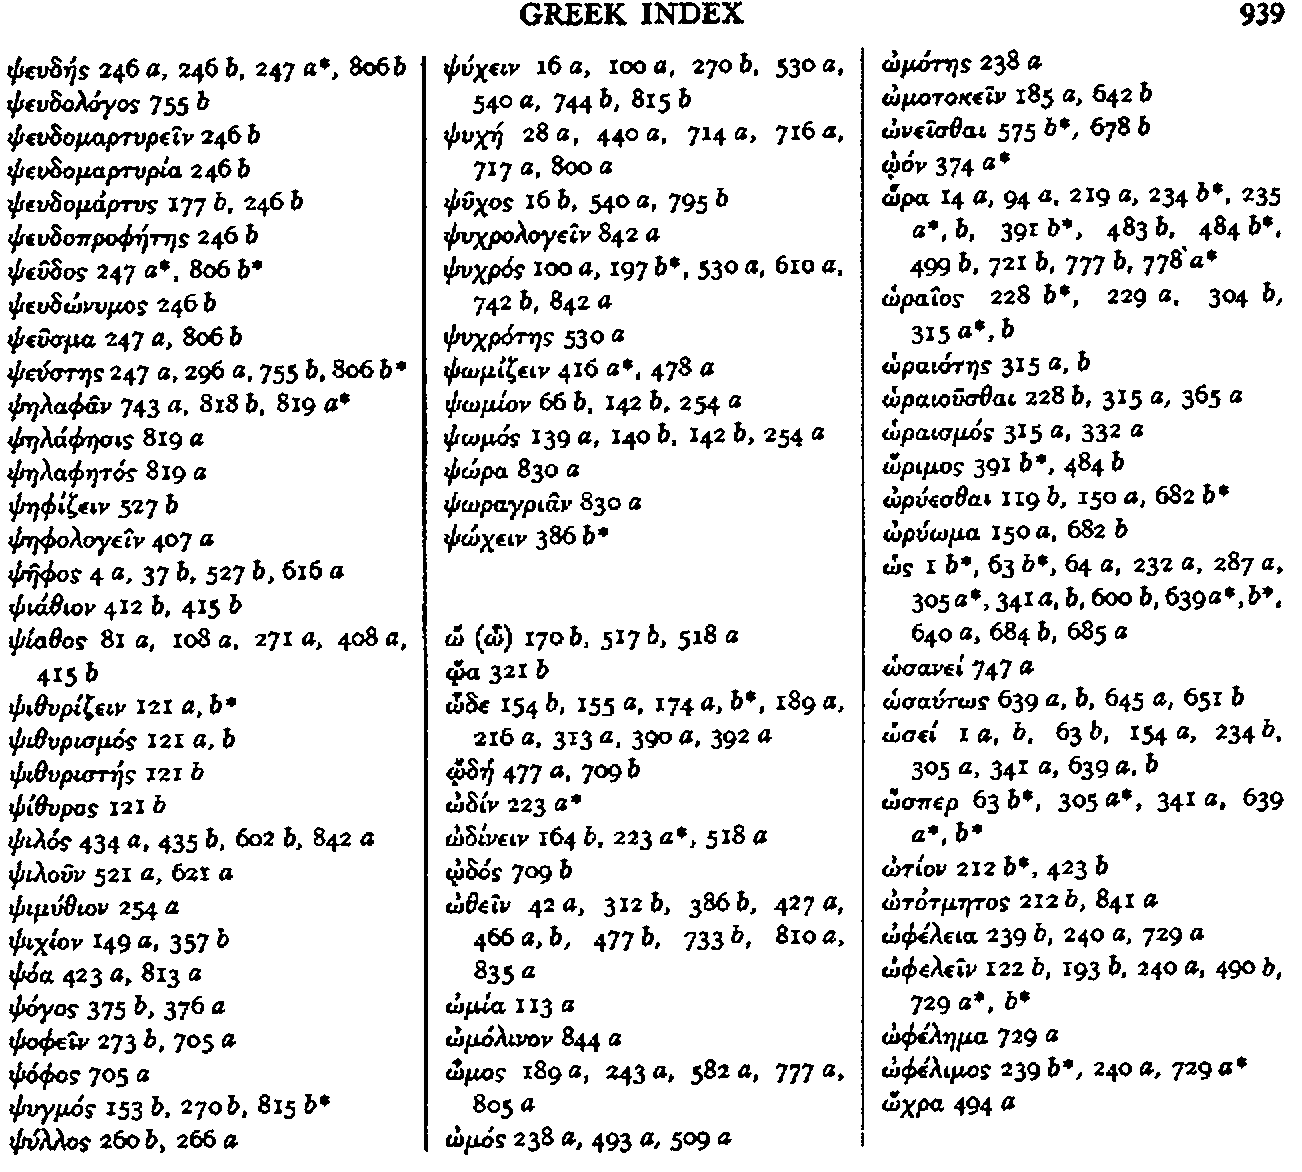 GREEK INDEX 939
ψευδής 246 a, 246 b, 247 a*, 806 b
ψευδολόγος 755 b
ψευδομαρτυρεῖν 246 b
ψευδομαρτυρία 246 b
ψευδομάρτυς 177 b, 246 b
ψευδοπροφήτης 246 b
ψεῦδος 247 a*, 806 b*
ψευδώνυμος 246 b
ψεῦσμα 247 a, 806 b
ψεύστης 247 a, 296 a, 755 b, 806 b*
ψηλαφᾶν 743 a, 818 b, 819 a*
ψηλάφησις 819 a
ψηλαφητός 819 a
ψηφίζειν 527 b
ψηφολογεῖν 407 a
ψῆφος 4 a, 37 b, 527 b, 616 a
ψιάθιον 412 b, 415 b
ψίαθος 81 a, 108 a, 271 a, 408 a,
415 b
ψιθυρίζειν 121 a, b*
ψιθυρισμός 121 a, b
ψιθυριστής 121 b
ψίθυρος 121 b
ψιλός 434 a, 435 b, 602 b, 842 a
ψιλοῦν 521 a, 621 a
ψιμύθιον 254 a
ψιχίον 149 a, 357 b
ψόα 423 a, 813 a
ψόγος 375 b, 376 a
ψοφεῖν 273 b, 705 a
ψόφος 705 a
ψυγμός 153 b, 270 b, 815 b*
ψύλλος 260 b, 266 a
ψύχειν 16 a, 100 a, 270 b, 530 a,
540 a, 744 b, 815 b
ψυχή 28 a, 440 a, 714 a, 716 a,
717 a, 800 a
ψῦχος 16 b, 540 a, 795 b
ψυχρολογεῖν 842 a
ψυχρός 100 a, 197 b*, 530 a, 610 a,
742 b, 842 a
ψυχρότης 530 a
ψωμίζειν 416 a*, 478 a
ψωμίον 66 b, 142 b, 254 a
ψωμός 139 a, 140 b, 142 b, 254 a
ψώρα 830 a
ψωραγριᾶν 830 a
ψώχειν 386 b*
ὤ (ὦ) 170 b, 517 b, 518 a
ᾤα 321 b
ὧδε 154 b, 155 a, 174 a, b*, 189 a,
216 a, 313 a, 390 a, 392 a
ᾠδή 477 a, 709 b
ὠδίν 223 a*
ὠδίνειν 164 b, 223 a*, 518 a
ᾠδός 709 b
ὠθεῖν 42 a, 312 b, 386 b, 427 a,
466 a, b, 477 b, 733 b, 810 a,
835 a
ὠμία 113 a
ὠμόλινον 844 a
ὦμος 189 a, 243 a, 582 a, 777 a,
805 a
ὠμός 238 a, 493 a, 509 a
ὠμότης 238 a
ὠμοτοκεῖν 185 a, 642 b
ὠνεῖσθαι 575 b*, 678 b
ᾠόν 374 a*
ὥρα 14 a, 94 a, 219 a, 234 b*, 235
a*, b, 391 b*, 483 b, 484 b*,
499 b, 721 b, 777 b, 778 a*
ὡραῖος 228 b*, 229 a, 304 b,
315 a*, b
ὡραιότης 315 a, b
ὡραιοῦσθαι 228 b, 315 a, 365 a
ὡραισμός 315 a, 332 a
ὥριμος 391 b*, 484 b
ὠρύεσθαι 119 b, 150 a, 682 b*
ὠρύωμα 150 a, 682 b
ὡς 1 b*, 63 b*, 64 a, 232 a, 287 a,
305 a*, 341 a, b, 600 b, 639 a*, b*,
640 a, 684 b, 685 a
ὡσανεί 747 a
ὡσαύτως 639 a, b, 645 a, 651 b
ὡσεί 1 a, b, 63 b, 154 a, 234 b,
305 a, 341 a, 639 a, b
ὥσπερ 63 b*, 305 a*, 341 a, 639
a*, b*
ὠτίον 212 b*, 423 b
ὠτότμητος 212 b, 841 a
ὠφέλεια 239 b, 240 a, 729 a
ὠφελεῖν 122 b, 193 b, 240 a, 490 b,
729 a*, b*
ὠφέλημα 729 a
ὠφέλιμος 239 b*, 240 a, 729 a*
ὤχρα 494 a